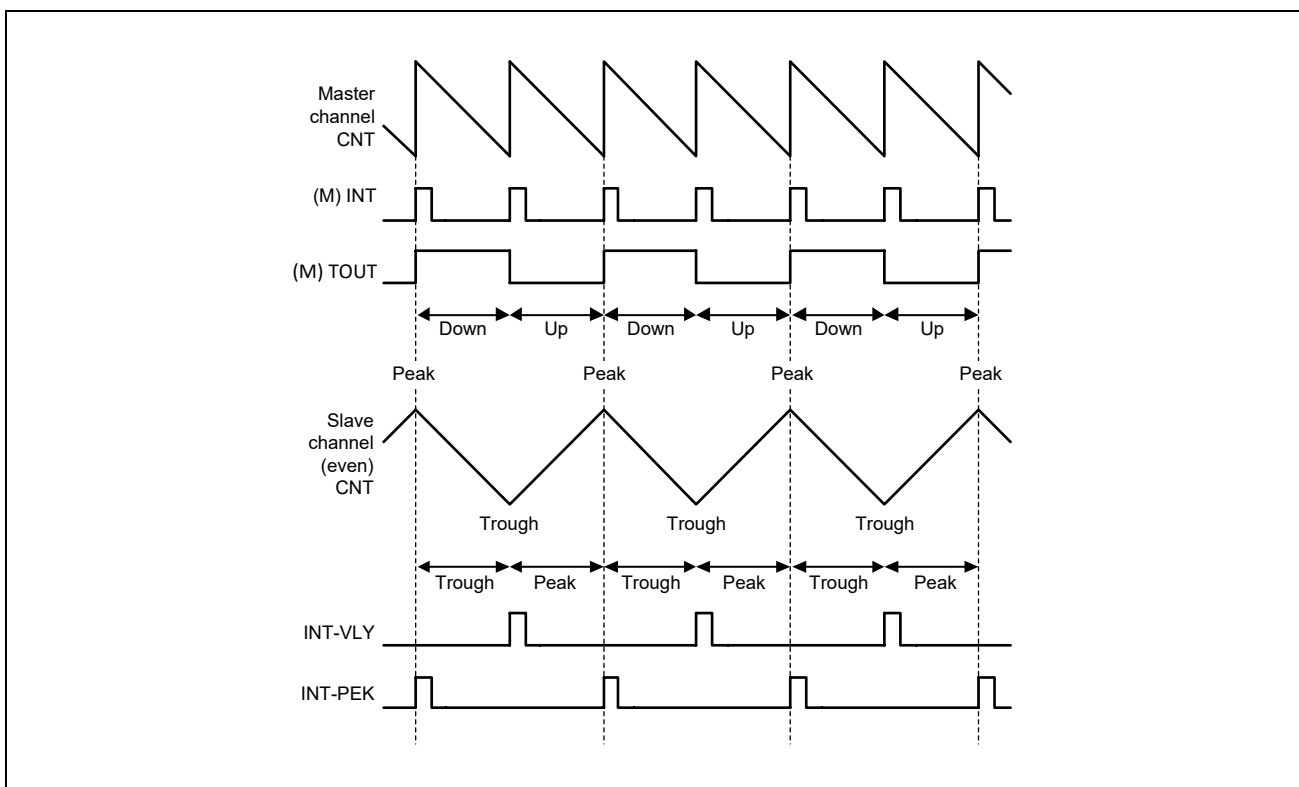 Master
channel
CNT
(M) INT
(M) TOUT
Down Up Down Up Down Up
Peak Peak Peak Peak
Slave
channel
(even)
CNT
Trough Trough Trough
Trough Peak Trough Peak Trough Peak
INT-VLY
INT-PEK